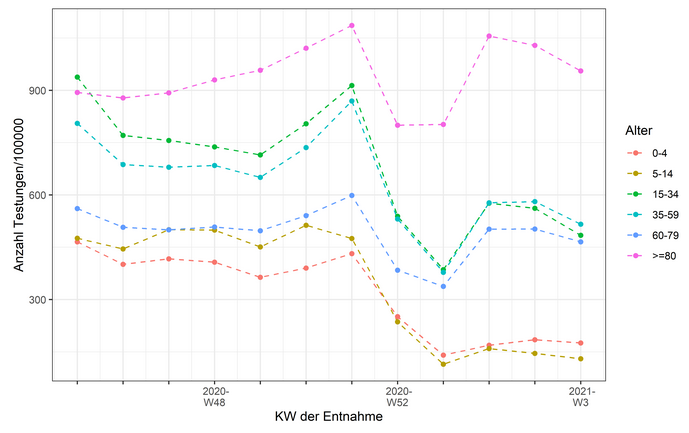 Anzahl Testungen/100000
900
600
300
2020-
W48
2020-
W52
2021-
W3
KW der Entnahme
Alter
0-4
5-14
15-34
35-59
60-79
>=80